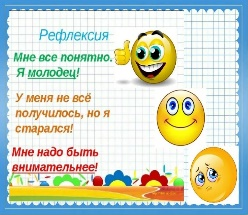 Рефлексия
Мне все понятно.
Я молодец!
У меня не всё
получилось, но я
старался!
Мне надо быть
внимательнее!